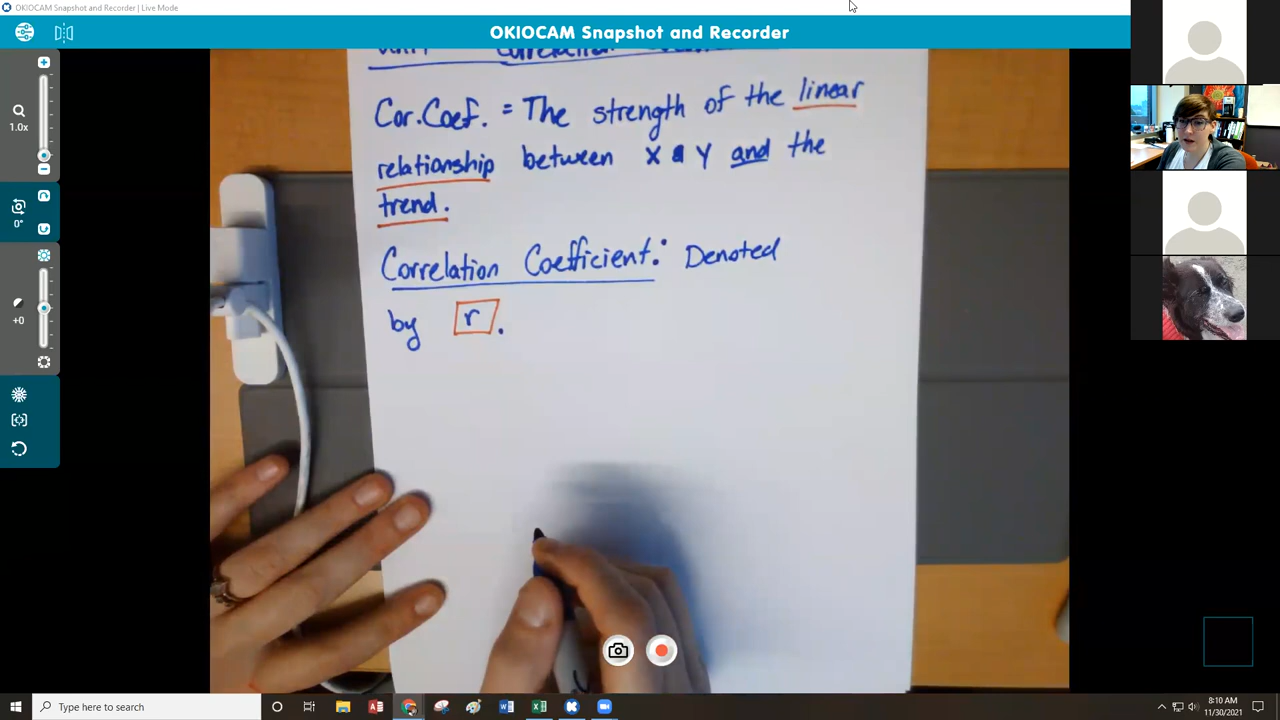 OKIOCAM Snapshot and Recorder | Live Mode
OKIOCAM Snapshot and Recorder
Correlation
Cor.Coef. = The strength of the linear
relationship between X & Y and the
trend.
Correlation Coefficient: Denoted
by r.
1.0x
0°
+0
Type here to search
8:10 AM
11/30/2021